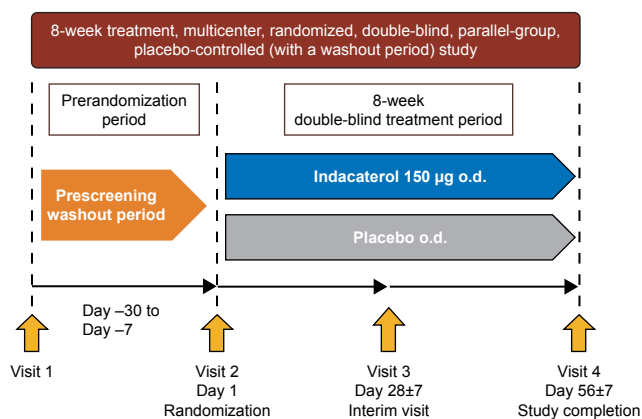 8-week treatment, multicenter, randomized, double-blind, parallel-group,
placebo-controlled (with a washout period) study
Prerandomization
period
8-week
double-blind treatment period
Prescreening
washout period
Indacaterol 150 µg o.d.
Placebo o.d.
Day –30 to
Day –7
Visit 1
Visit 2
Day 1
Randomization
Visit 3
Day 28±7
Interim visit
Visit 4
Day 56±7
Study completion